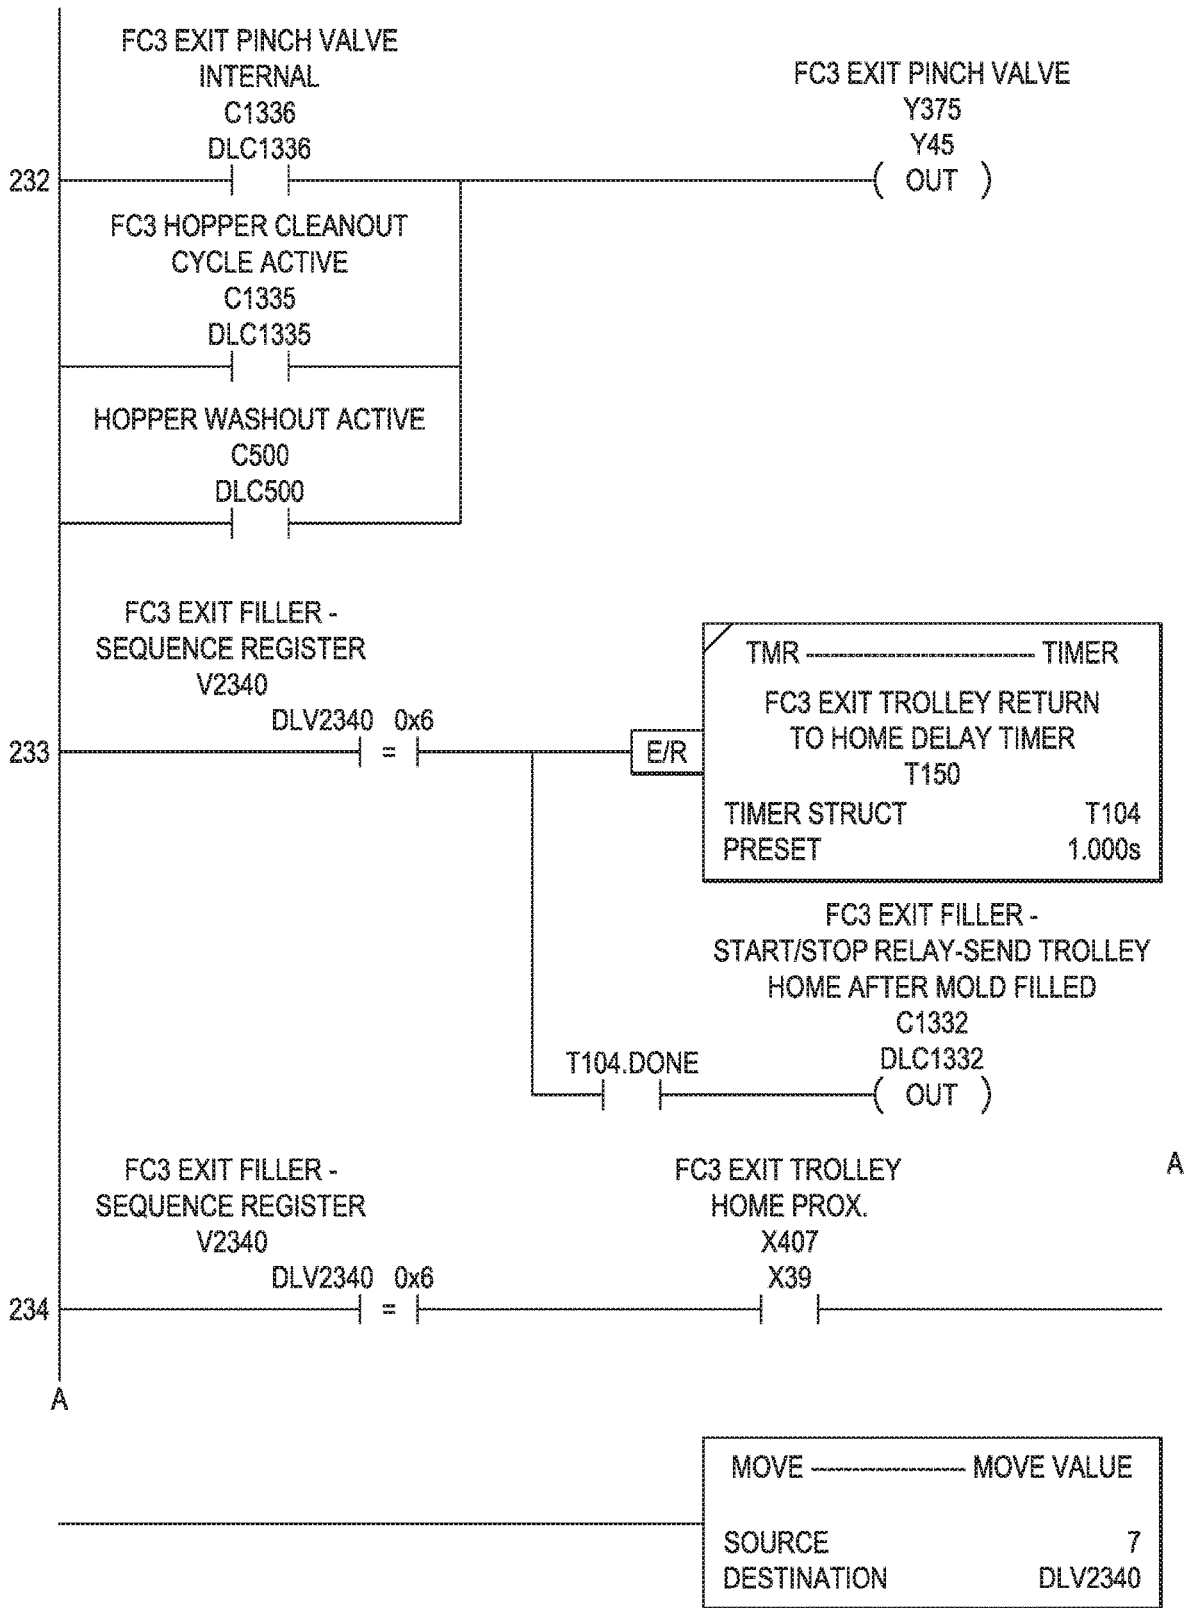 FC3 EXIT PINCH VALVE
INTERNAL
C1336
DLC1336
FC3 EXIT PINCH VALVE
Y375
Y45
232
( OUT )
FC3 HOPPER CLEANOUT
CYCLE ACTIVE
C1335
DLC1335
HOPPER WASHOUT ACTIVE
C500
DLC500
FC3 EXIT FILLER -
SEQUENCE REGISTER
V2340
DLV2340 0x6
233
=
E/R
TMR TIMER
FC3 EXIT TROLLEY RETURN
TO HOME DELAY TIMER
T150
TIMER STRUCT T104
PRESET 1.000s
FC3 EXIT FILLER -
START/STOP RELAY-SEND TROLLEY
HOME AFTER MOLD FILLED
C1332
DLC1332
T104.DONE
( OUT )
A
FC3 EXIT FILLER -
SEQUENCE REGISTER
V2340
DLV2340 0x6
FC3 EXIT TROLLEY
HOME PROX.
X407
X39
234
=
A
MOVE MOVE VALUE
SOURCE 7
DESTINATION DLV2340